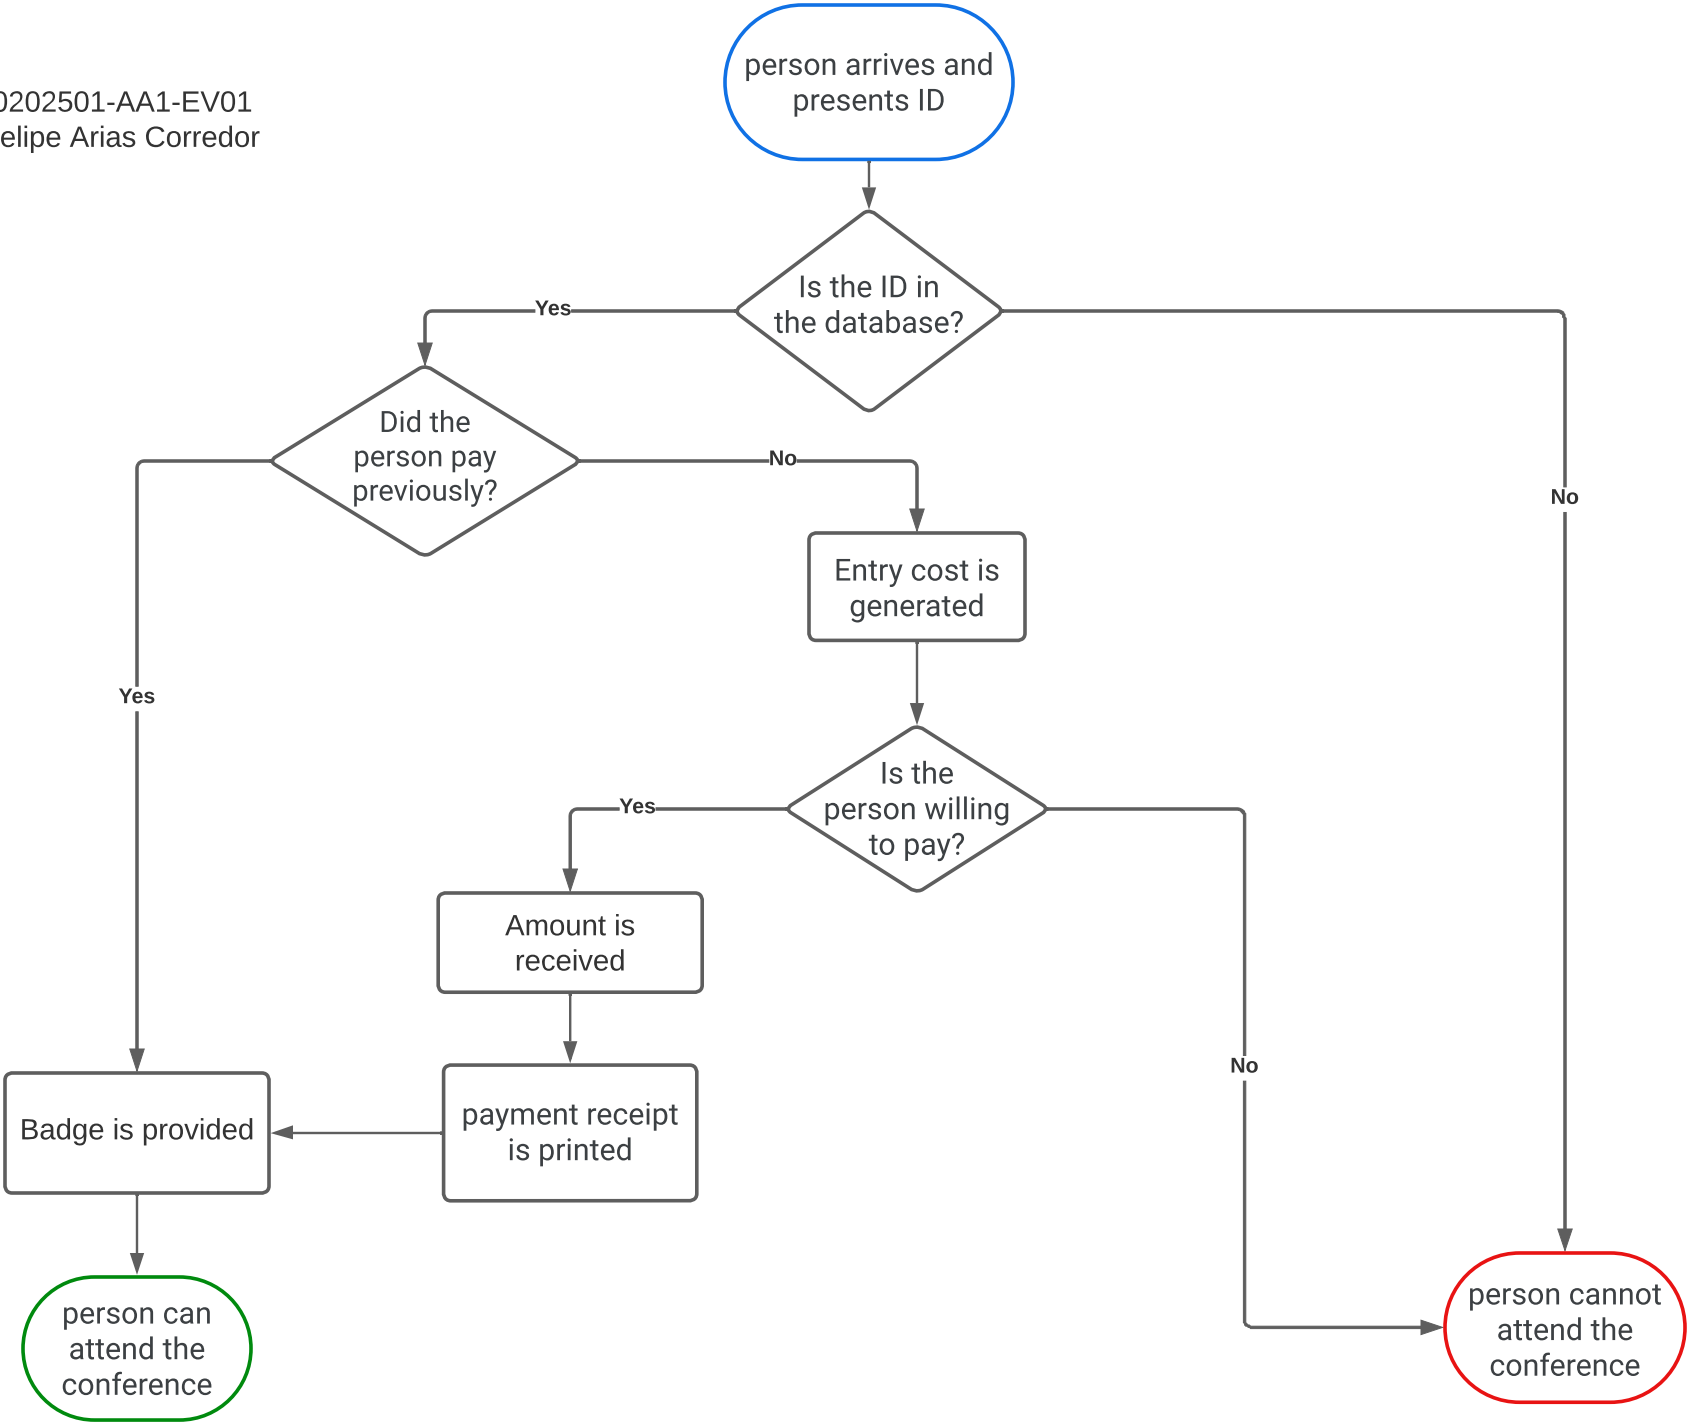 person arrives and
presents ID
0202501-AA1-EV01
elipe Arias Corredor
Is the ID in
the database?
Yes
Did the
person pay
previously?
No
No
Entry cost is
generated
Yes
Is the
person willing
to pay?
Yes
Amount is
received
No
payment receipt
is printed
Badge is provided
person can
attend the
conference
person cannot
attend the
conference